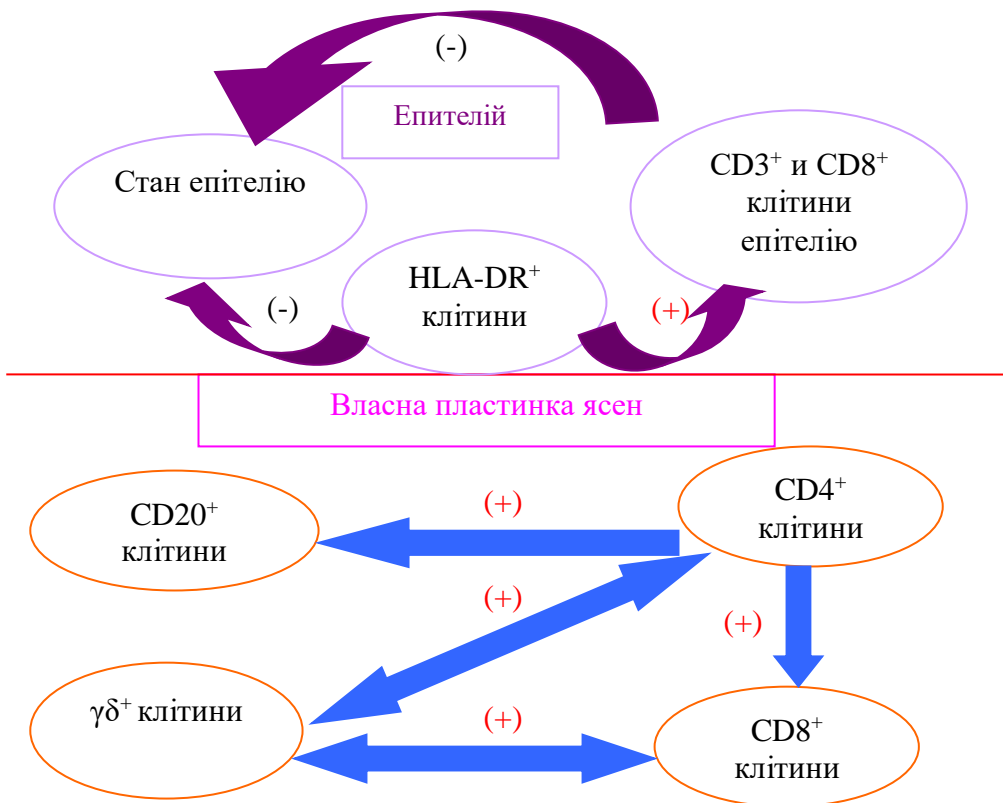 (-)
Епителій
Стан епітелію
CD3⁺ и CD8⁺
клітини
епітелію
HLA-DR⁺
клітини
(-)
(+)
Власна пластинка ясен
CD20⁺
клітини
(+)
CD4⁺
клітини
(+)
(+)
γδ⁺ клітини
(+)
CD8⁺
клітини